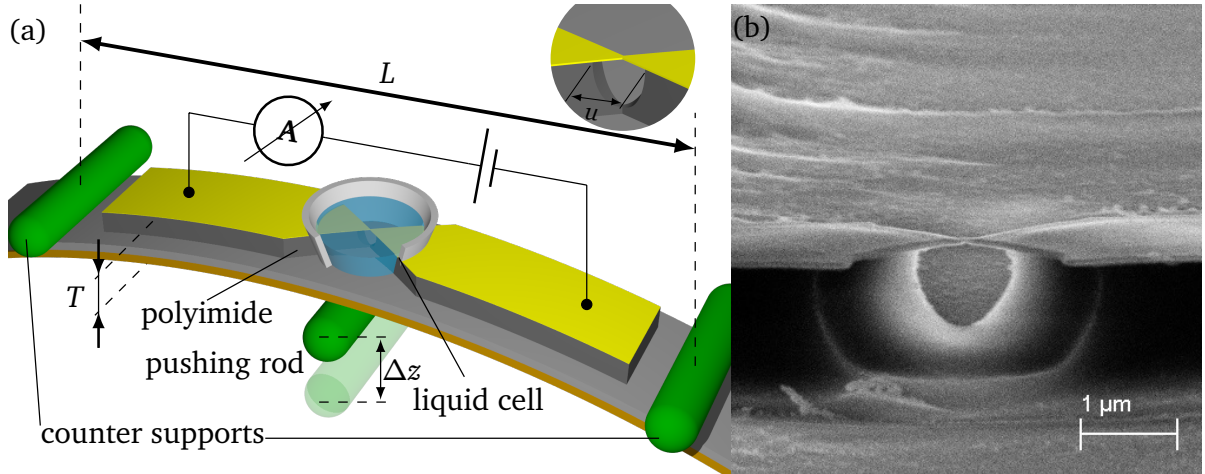 (a)
L
u
A
T
polyimide
pushing rod
Δz
liquid cell
counter supports
(b)
1 µm